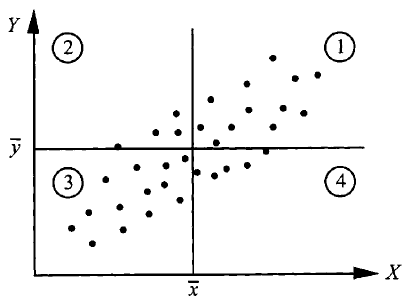 Y
② ①
ȳ
③ ④
X
x̄